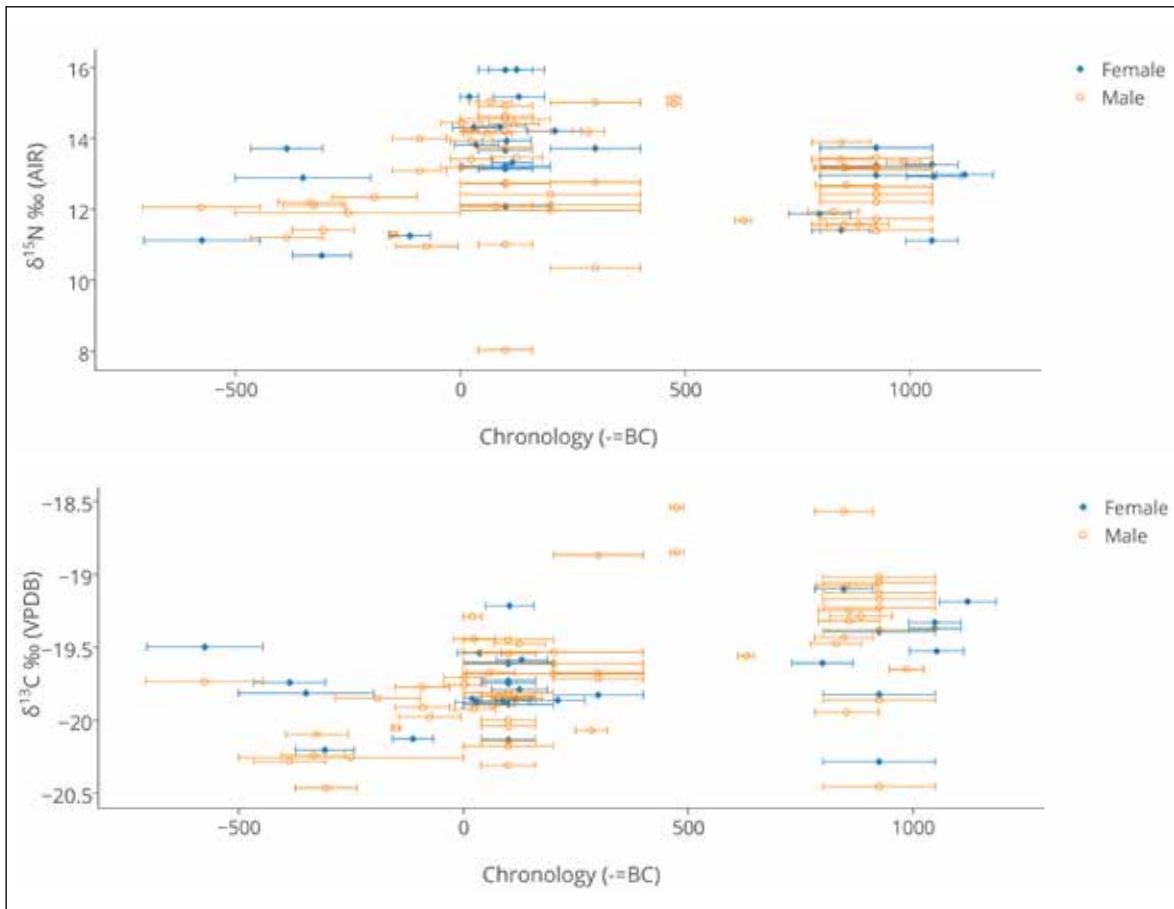 16
14
12
10
8
δ¹⁵N ‰ (AIR)
−500
0
500
1000
Chronology (-=BC)
Female
Male
−18.5
−19
−19.5
−20
−20.5
δ¹³C ‰ (VPDB)
−500
0
500
1000
Chronology (-=BC)
Female
Male